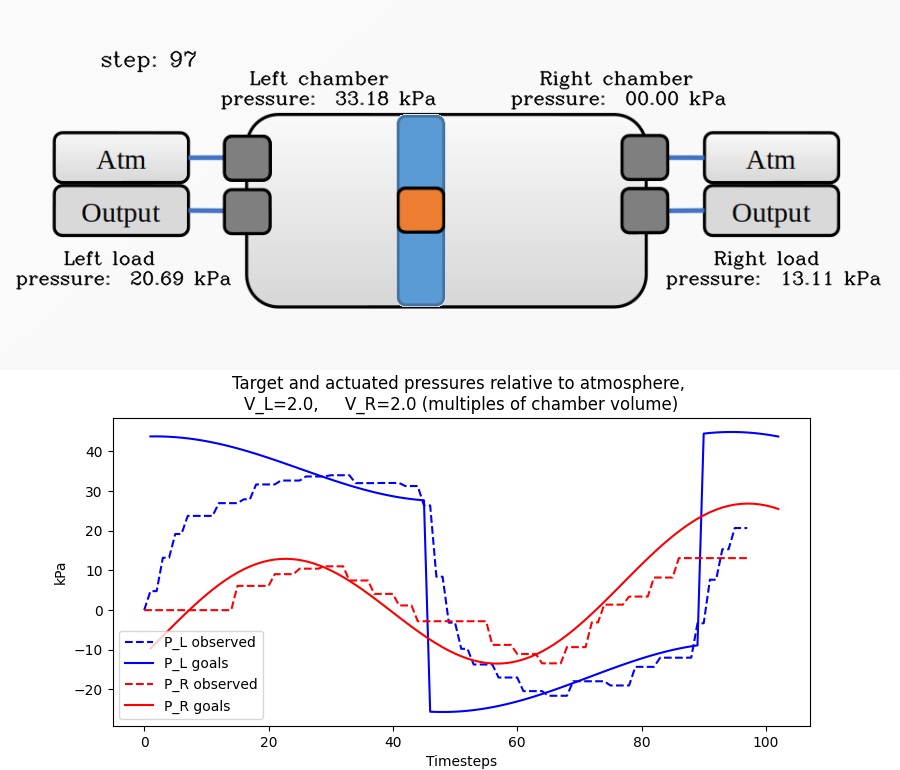 step: 97
Left chamber
pressure: 33.18 kPa
Right chamber
pressure: 00.00 kPa
Atm
Output
Atm
Output
Left load
pressure: 20.69 kPa
Right load
pressure: 13.11 kPa
Target and actuated pressures relative to atmosphere,
V_L=2.0, V_R=2.0 (multiples of chamber volume)
kPa
40
30
20
10
0
−10
−20
P_L observed
P_L goals
P_R observed
P_R goals
0 20 40 60 80 100
Timesteps